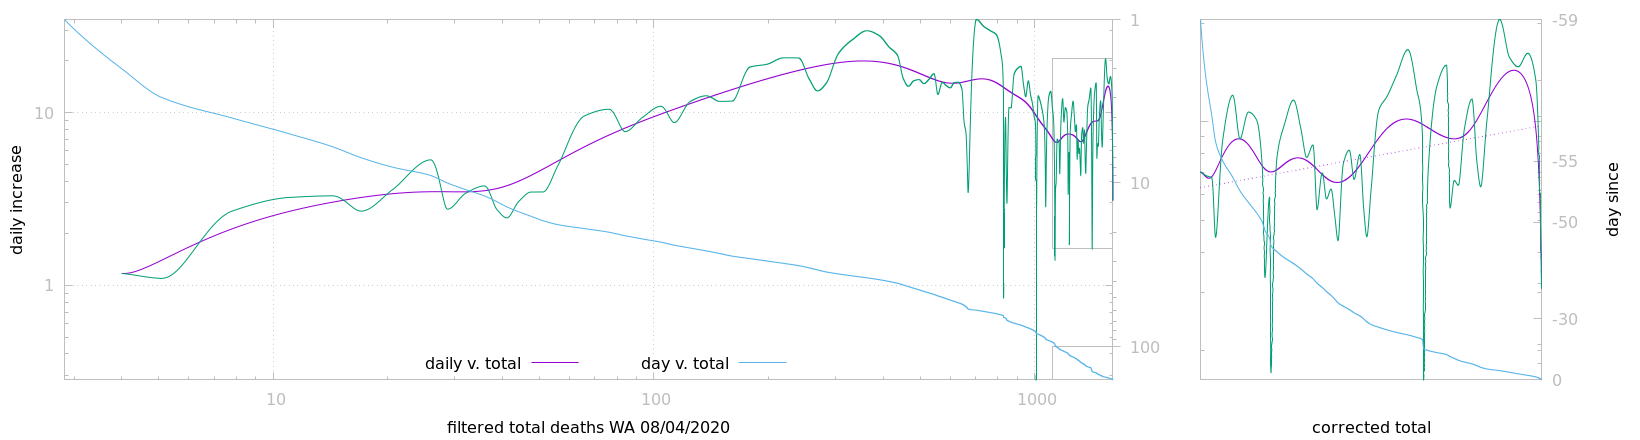 daily increase
10
1
daily v. total
day v. total
10
100
1000
filtered total deaths WA 08/04/2020
1
10
100
-59
-55
-50
-30
0
day since
corrected total